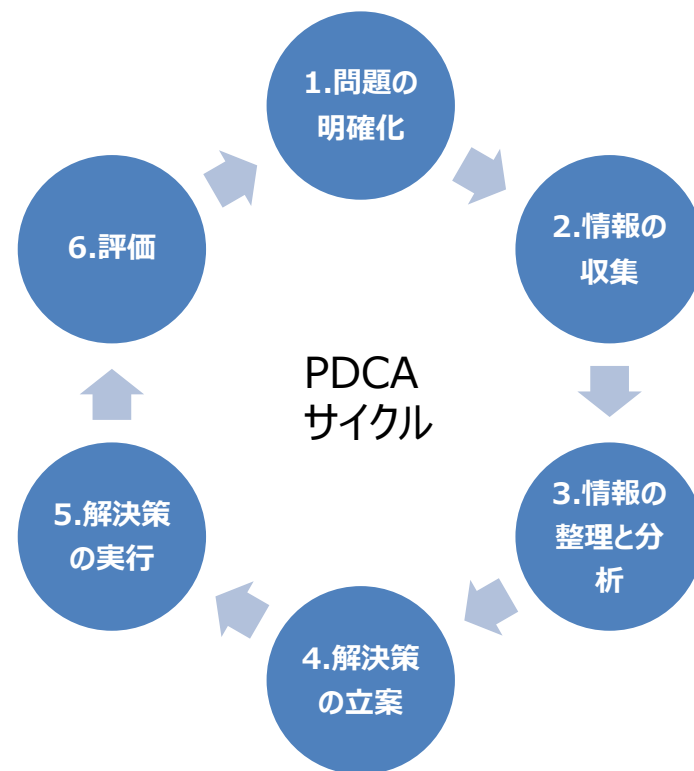 1.問題の
明確化
2.情報の
収集
3.情報の
整理と分
析
4.解決策
の立案
5.解決策
の実行
6.評価
PDCA
サイクル